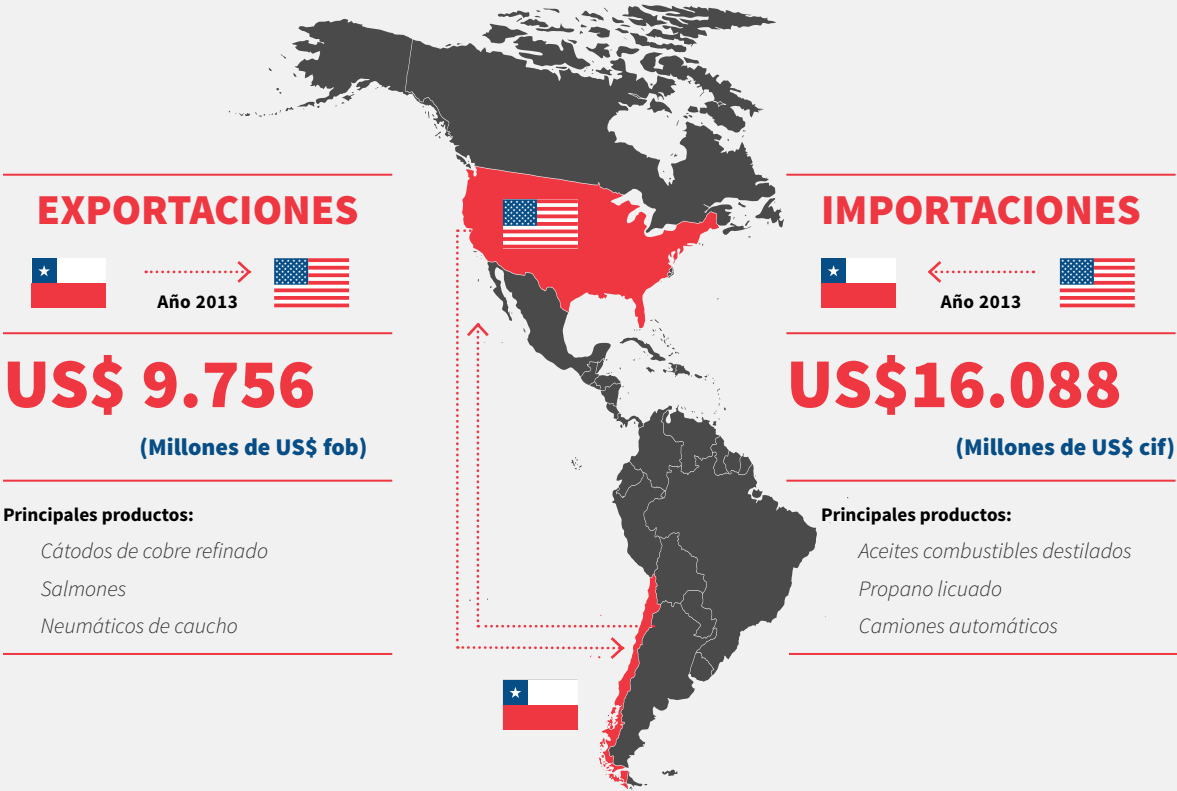 EXPORTACIONES
Año 2013
US$ 9.756
(Millones de US$ fob)
Principales productos:
Cátodos de cobre refinado
Salmones
Neumáticos de caucho
IMPORTACIONES
Año 2013
US$16.088
(Millones de US$ cif)
Principales productos:
Aceites combustibles destilados
Propano licuado
Camiones automáticos